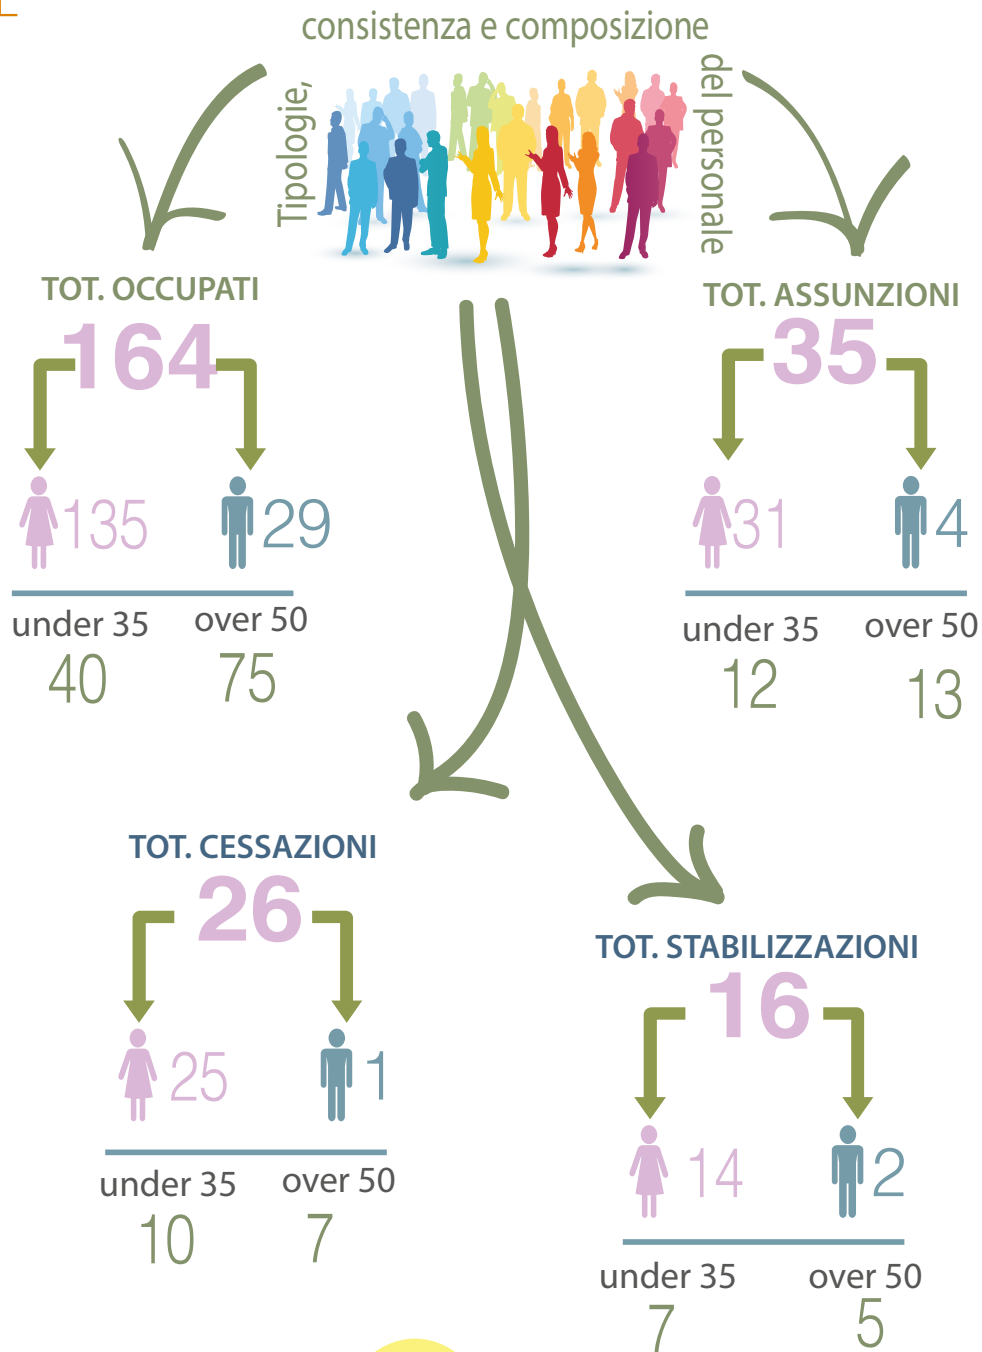 Tipologie,
consistenza e composizione
del personale
TOT. OCCUPATI
164
135 29
under 35 over 50
40 75
TOT. ASSUNZIONI
35
31 4
under 35 over 50
12 13
TOT. CESSAZIONI
26
25 1
under 35 over 50
10 7
TOT. STABILIZZAZIONI
16
14 2
under 35 over 50
7 5